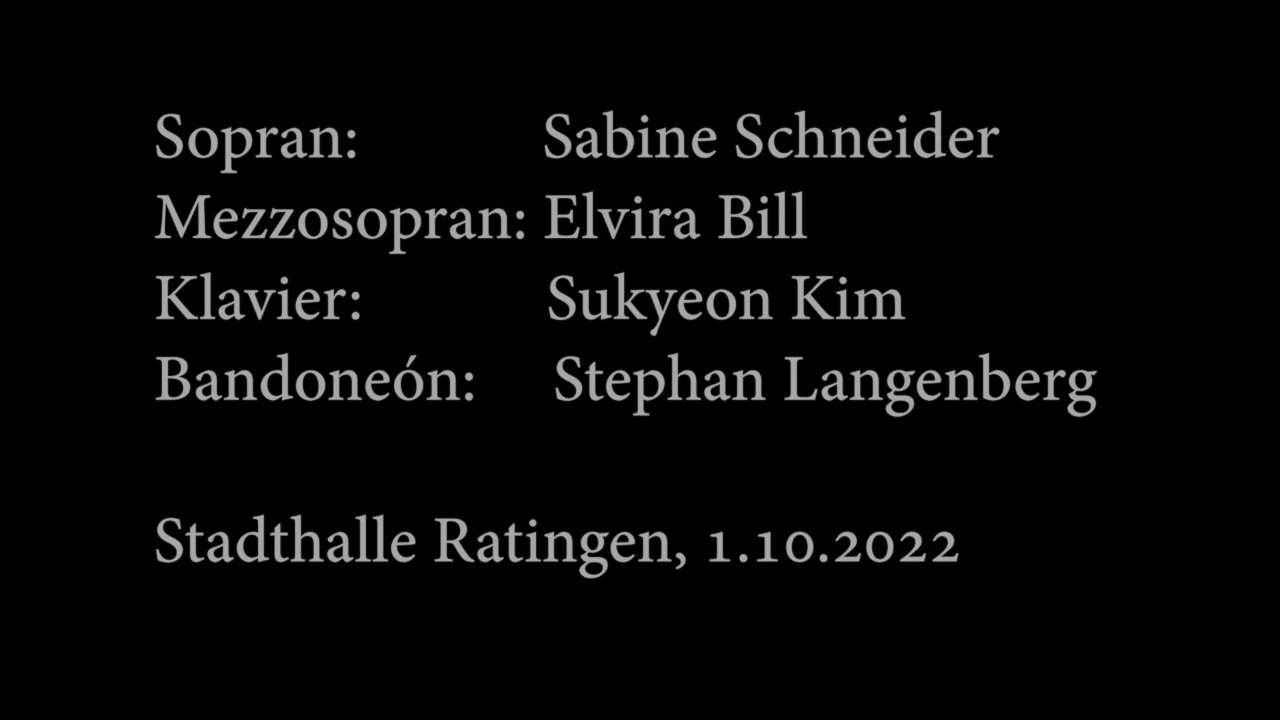 Sopran: Sabine Schneider
Mezzosopran: Elvira Bill
Klavier: Sukyeon Kim
Bandoneón: Stephan Langenberg
Stadthalle Ratingen, 1.10.2022